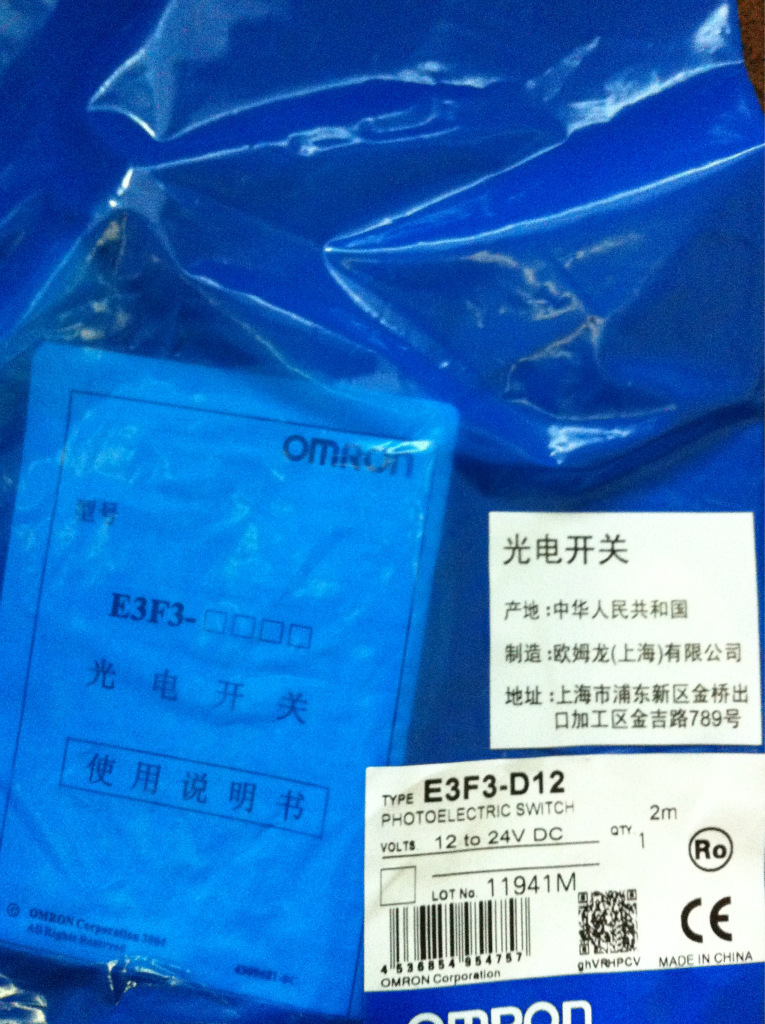 OMRON
型号
E3F3-□□□□
光电开关
使用说明书
© OMRON Corporation 2004
All Rights Reserved
光电开关
产地:中华人民共和国
制造:欧姆龙(上海)有限公司
地址:上海市浦东新区金桥出
口加工区金吉路789号
TYPE E3F3-D12
PHOTOELECTRIC SWITCH 2m
VOLTS 12 to 24V DC QTY 1
Ro
LOT No. 11941M
4 536854 954757
OMRON Corporation
ghVRHPCV
CE
MADE IN CHINA
OMRON